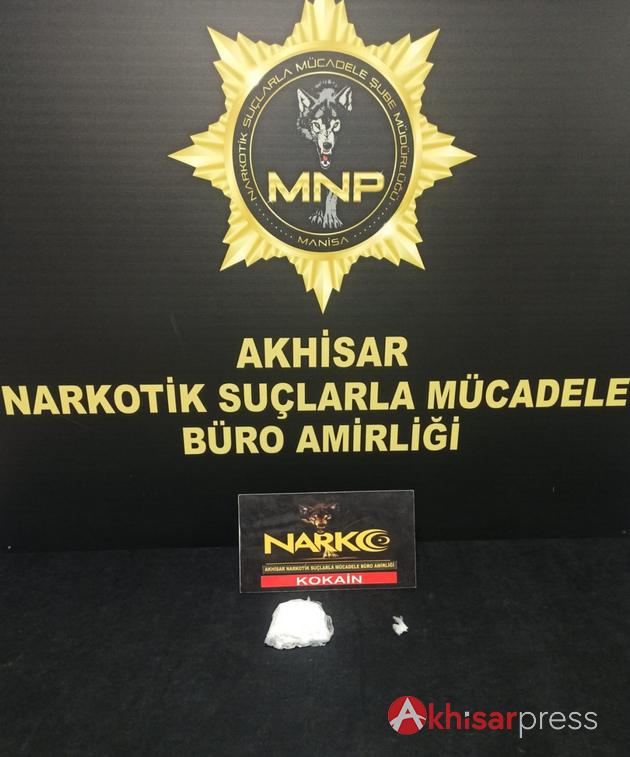 NARKOTİK SUÇLARLA MÜCADELE ŞUBE MÜDÜRLÜĞÜ
MNP
MANİSA
AKHİSAR
NARKOTİK SUÇLARLA MÜCADELE
BÜRO AMİRLİĞİ
NARKO
AKHİSAR NARKOTİK SUÇLARLA MÜCADELE BÜRO AMİRLİĞİ
KOKAİN
Akhisarpress